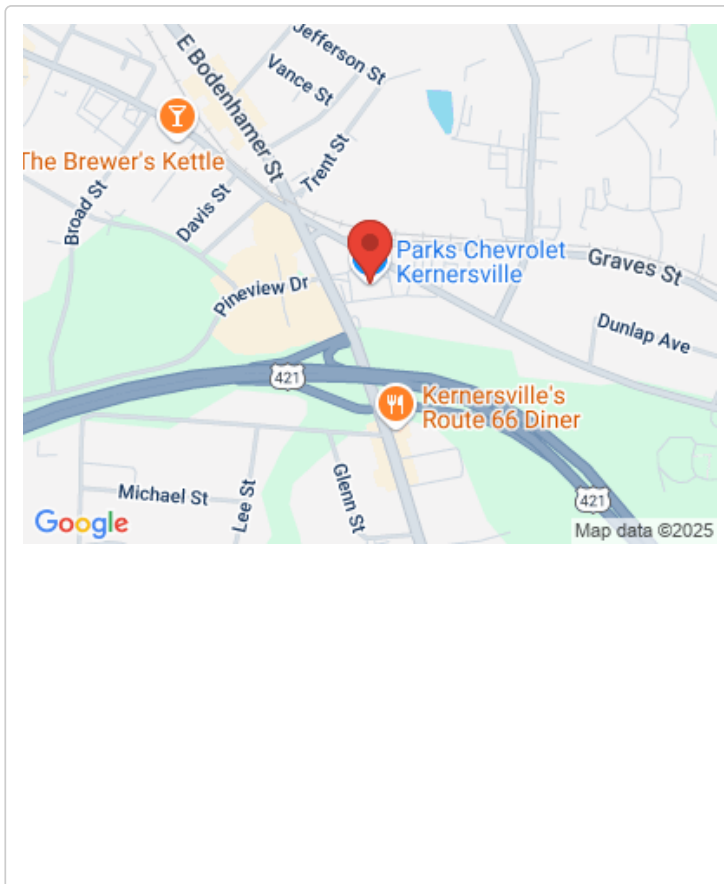 Jefferson St
E Bodenhamer St
Vance St
The Brewer's Kettle
Trent St
Broad St
Davis St
Parks Chevrolet
Kernersville
Graves St
Pineview Dr
Dunlap Ave
421
Kernersville's
Route 66 Diner
Michael St
Lee St
Glenn St
421
Google
Map data ©2025